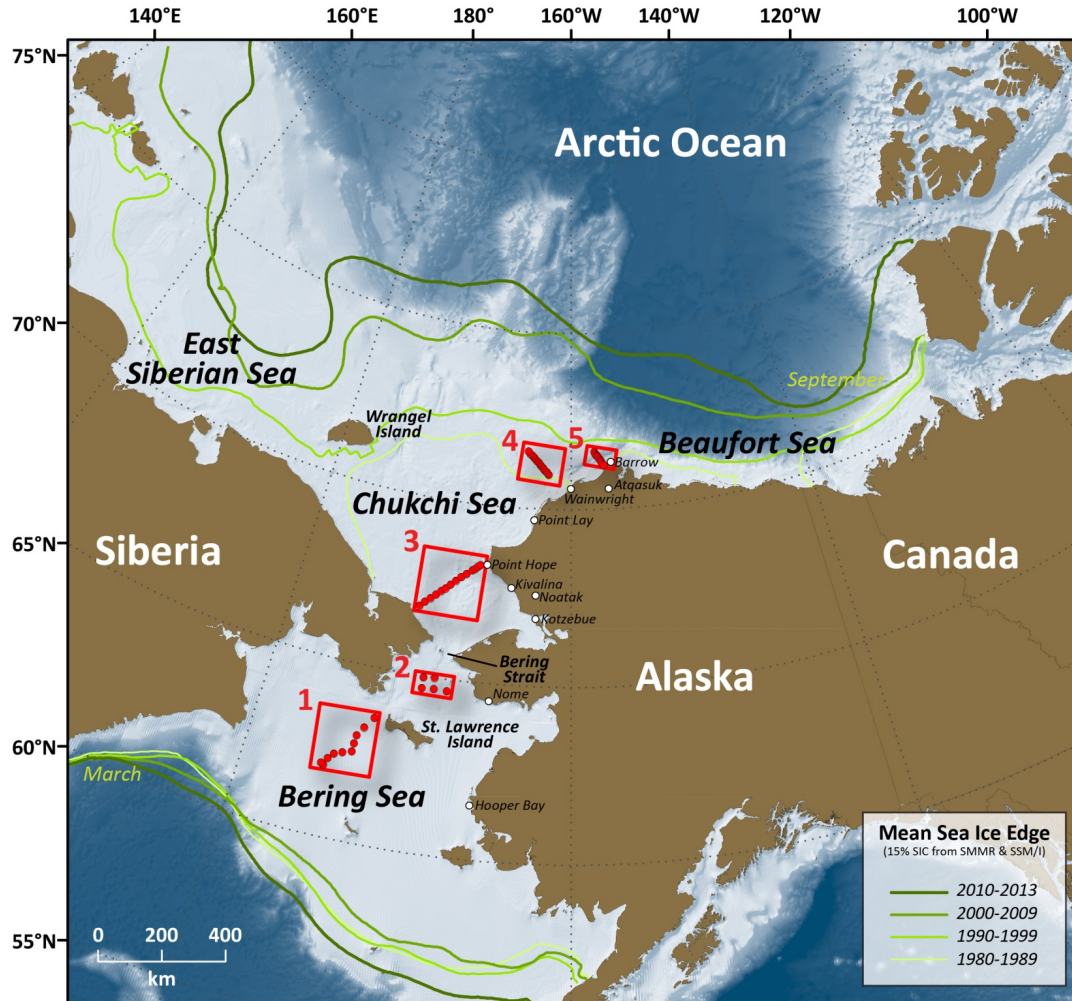 140°E 160°E 180° 160°W 140°W 120°W 100°W
75°N
70°N
65°N
60°N
55°N
Arctic Ocean
East
Siberian Sea
September
Wrangel
Island
4
5
Beaufort Sea
Barrow
Atqasuk
Wainwright
Chukchi Sea
Point Lay
Siberia
3
Canada
Point Hope
Kivalina
Noatak
Kotzebue
Bering
Strait
2
Alaska
Nome
1
St. Lawrence
Island
March
Bering Sea
Hooper Bay
Mean Sea Ice Edge
(15% SIC from SMMR & SSM/I)
2010-2013
2000-2009
1990-1999
1980-1989
0 200 400
km